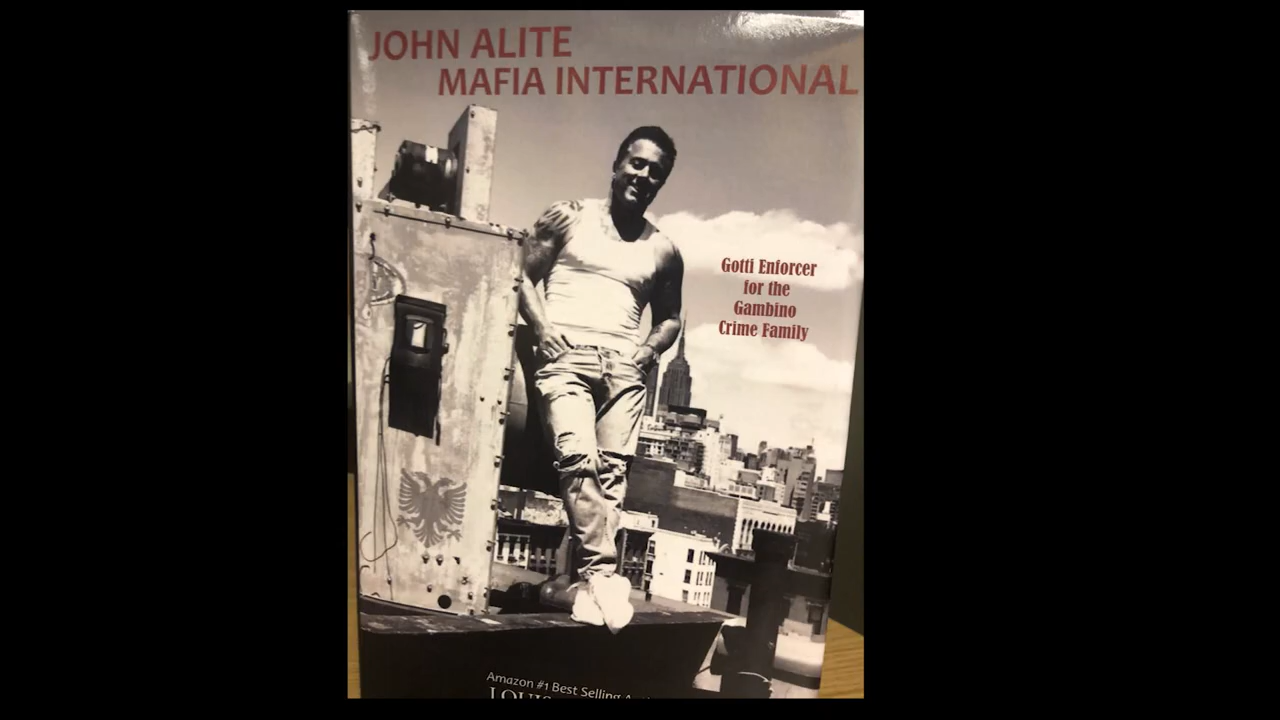 JOHN ALITE
MAFIA INTERNATIONAL
Gotti Enforcer
for the
Gambino
Crime Family
Amazon #1 Best Selling